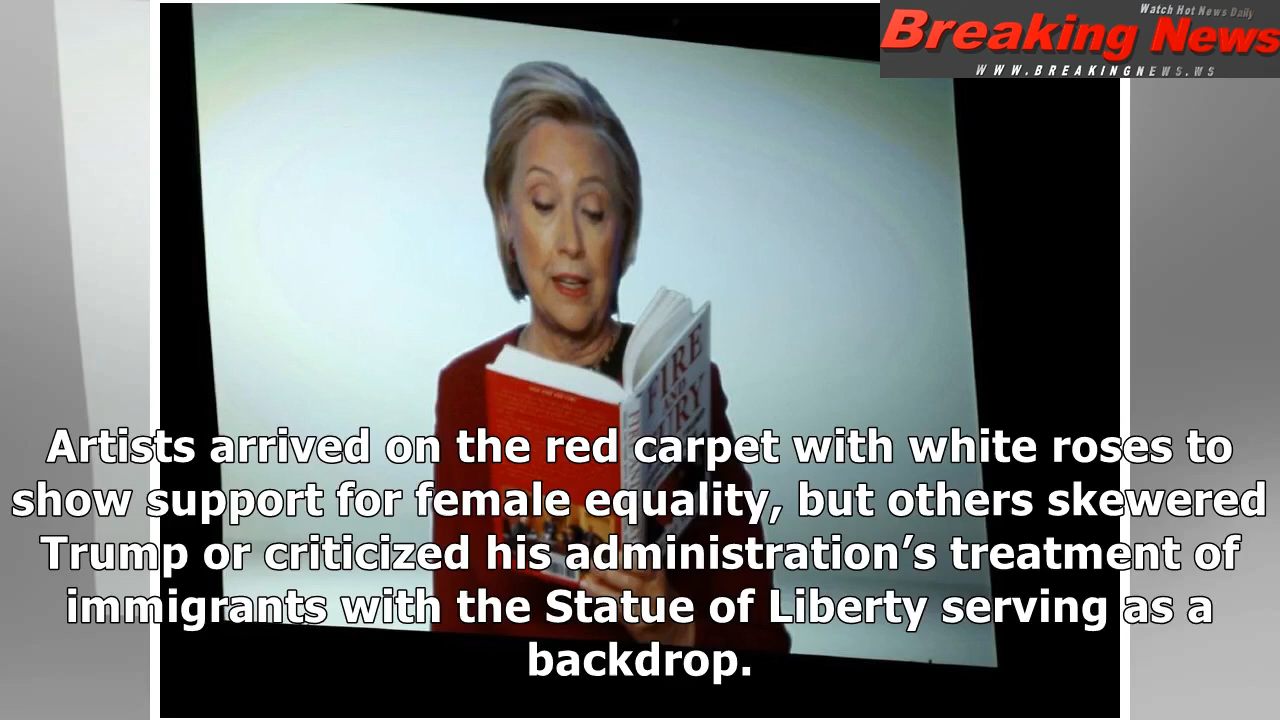 Watch Hot News Daily
Breaking News
WWW.BREAKINGNEWS.WS
FIRE
AND
Artists arrived on the red carpet with white roses to
show support for female equality, but others skewered
Trump or criticized his administration’s treatment of
immigrants with the Statue of Liberty serving as a
backdrop.